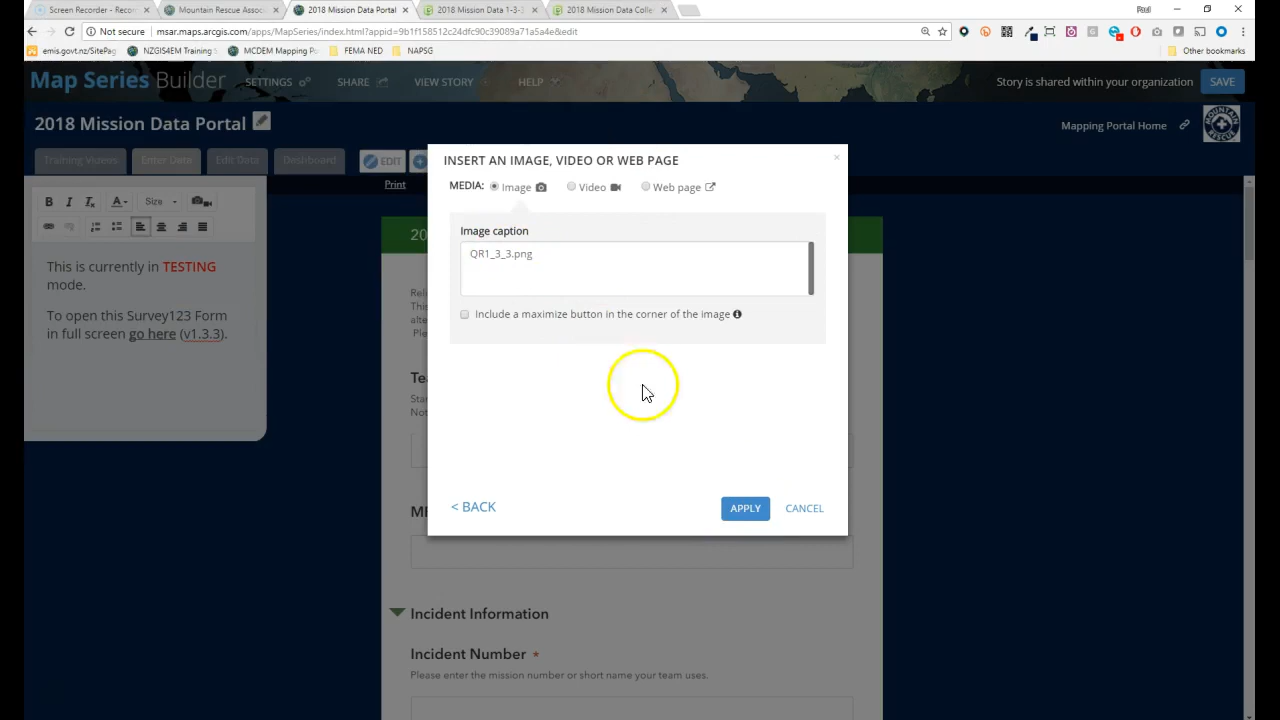 Screen Recorder - Recor
Mountain Rescue Assoc
2018 Mission Data Portal
2018 Mission Data 1-3-
2018 Mission Data Colle
Not secure
msar.maps.arcgis.com/apps/MapSeries/index.html?appid=9b1f158512c24dfc90c39089a71a5a4e&edit
emis.govt.nz/SitePag
NZGIS4EM Training
MCDEM Mapping Po
FEMA NED
NAPSG
Other bookmarks
Map Series Builder
SETTINGS
SHARE
VIEW STORY
HELP
Story is shared within your organization
SAVE
2018 Mission Data Portal
Mapping Portal Home
MOUNTAIN
RESCUE
Training Videos
Enter Data
Edit Data
Dashboard
EDIT
Print
Size
This is currently in TESTING
mode.
To open this Survey123 Form
in full screen go here (v1.3.3).
INSERT AN IMAGE, VIDEO OR WEB PAGE
MEDIA:
Image
Video
Web page
Image caption
QR1_3_3.png
Include a maximize button in the corner of the image
< BACK
APPLY
CANCEL
Incident Information
Incident Number *
Please enter the mission number or short name your team uses.